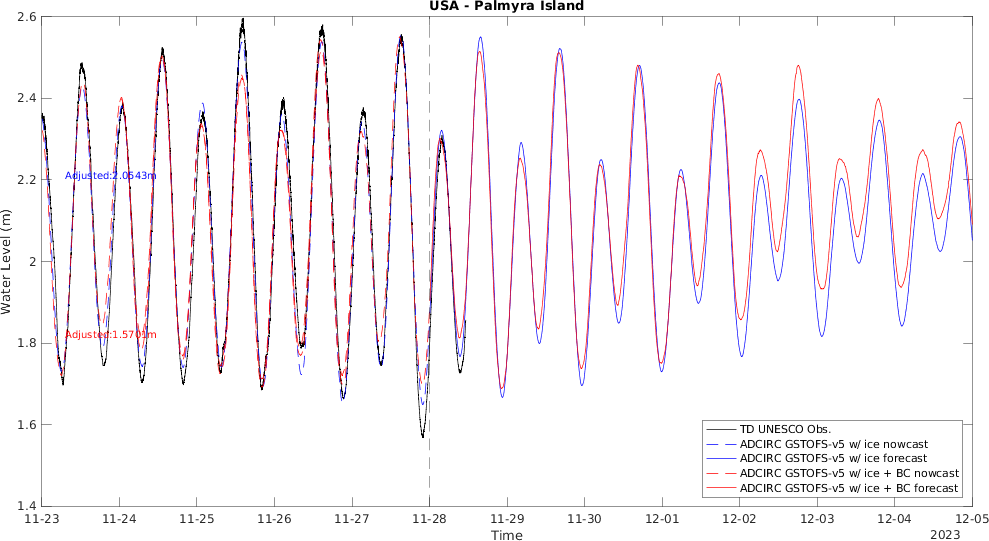 USA - Palmyra Island
Water Level (m)
2.6
2.4
2.2
2
1.8
1.6
1.4
Adjusted:2.0543m
Adjusted:1.5701m
TD UNESCO Obs.
ADCIRC GSTOFS-v5 w/ ice nowcast
ADCIRC GSTOFS-v5 w/ ice forecast
ADCIRC GSTOFS-v5 w/ ice + BC nowcast
ADCIRC GSTOFS-v5 w/ ice + BC forecast
11-23 11-24 11-25 11-26 11-27 11-28 11-29 11-30 12-01 12-02 12-03 12-04 12-05
Time
2023